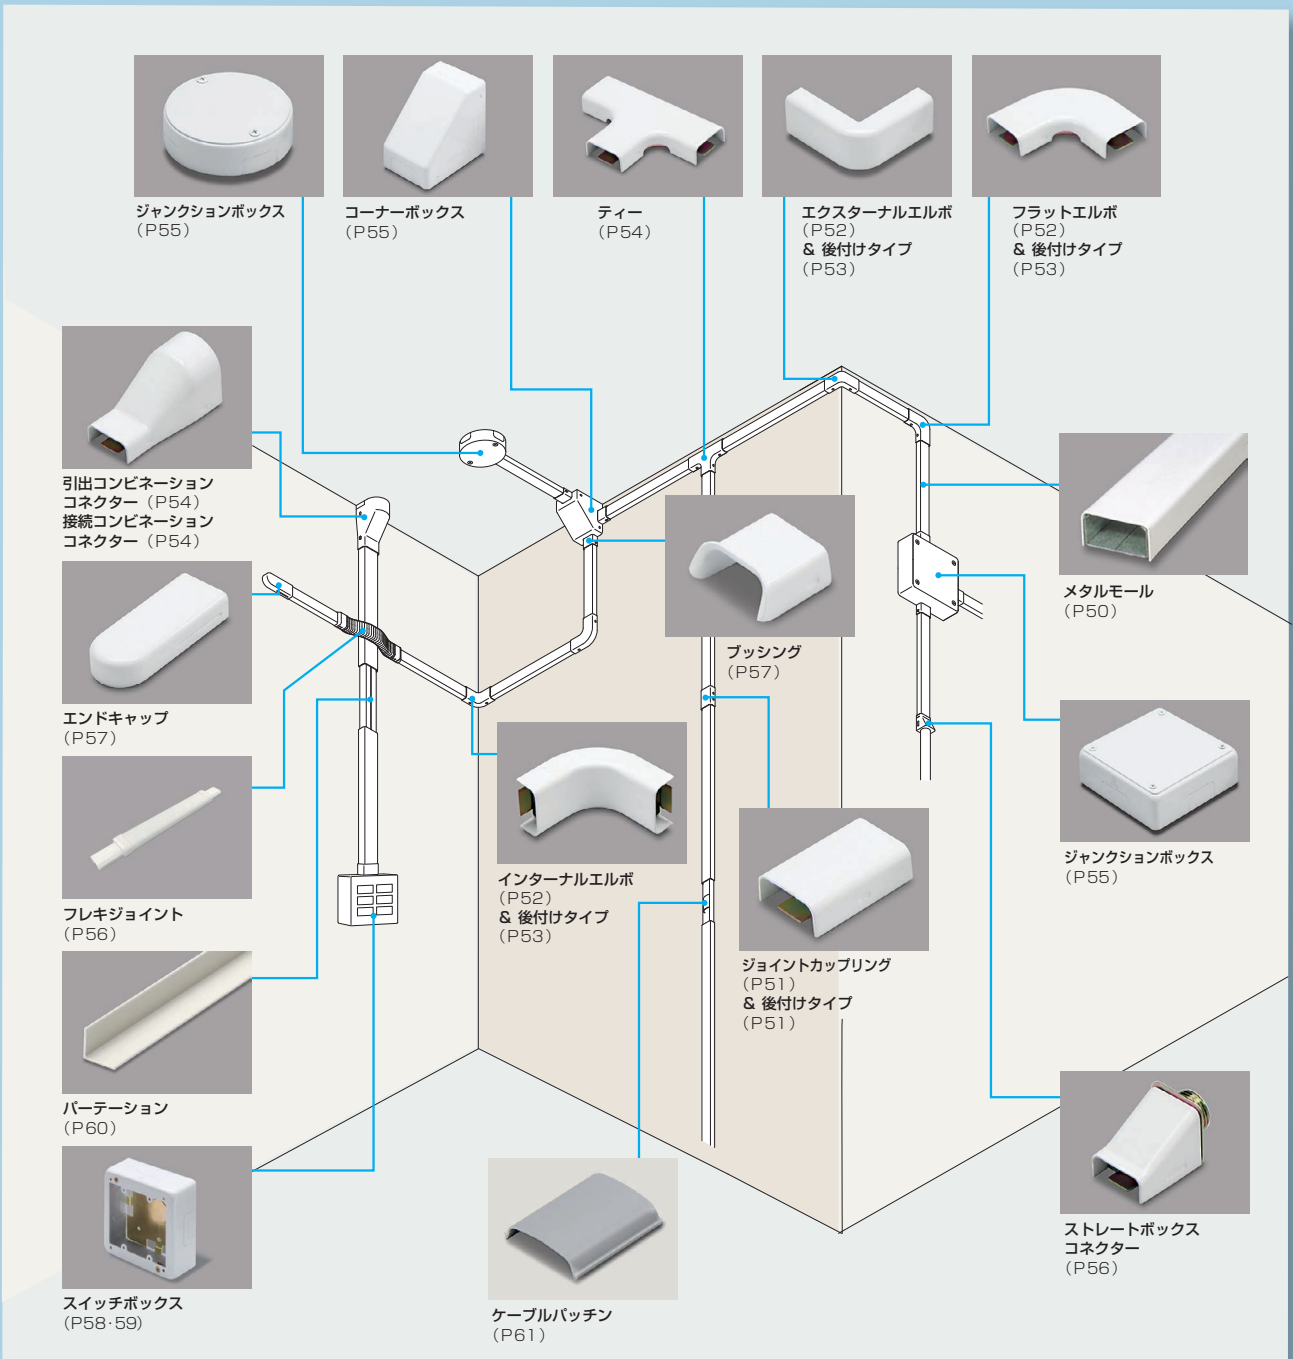 ジャンクションボックス
(P55)
コーナーボックス
(P55)
ティー
(P54)
エクスターナルエルボ
(P52)
& 後付けタイプ
(P53)
フラットエルボ
(P52)
& 後付けタイプ
(P53)
引出コンビネーション
コネクター (P54)
接続コンビネーション
コネクター (P54)
メタルモール
(P50)
ブッシング
(P57)
エンドキャップ
(P57)
ジャンクションボックス
(P55)
インターナルエルボ
(P52)
& 後付けタイプ
(P53)
フレキジョイント
(P56)
ジョイントカップリング
(P51)
& 後付けタイプ
(P51)
パーテーション
(P60)
ストレートボックス
コネクター
(P56)
スイッチボックス
(P58·59)
ケーブルパッチン
(P61)